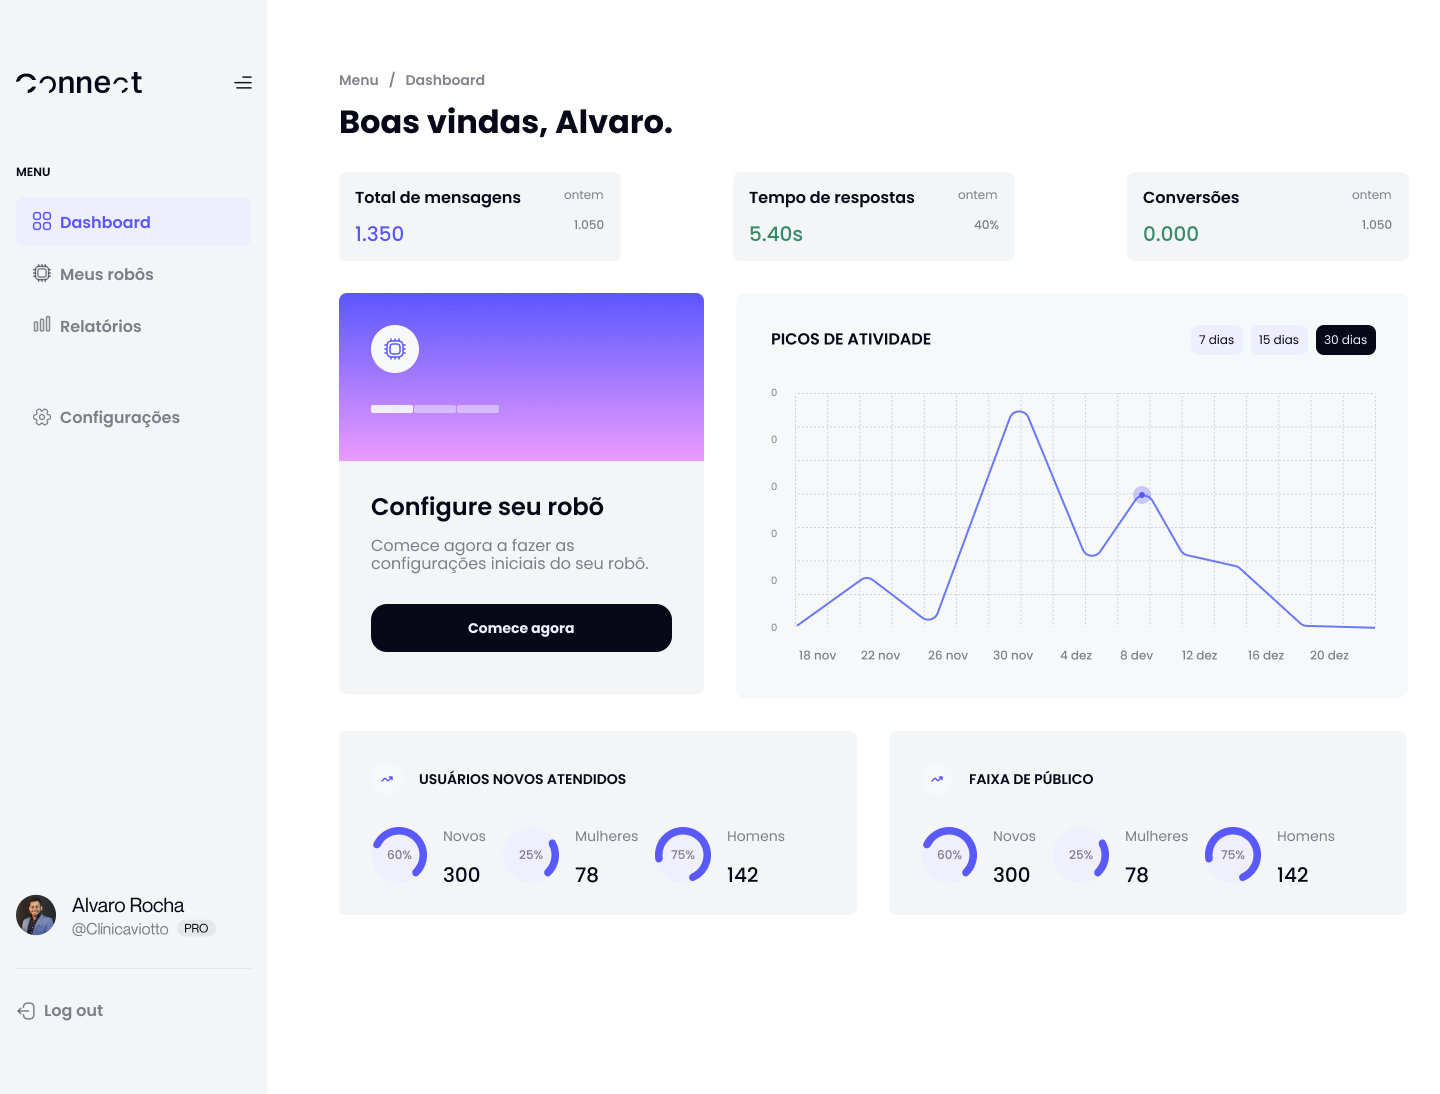 Connect
MENU
Dashboard
Meus robôs
Relatórios
Configurações
Alvaro Rocha
@Clínicaviotto PRO
Log out
Menu / Dashboard
Boas vindas, Alvaro.
Total de mensagens ontem
1.350 1.050
Tempo de respostas ontem
5.40s 40%
Conversões ontem
0.000 1.050
Configure seu robõ
Comece agora a fazer as
configurações iniciais do seu robô.
Comece agora
PICOS DE ATIVIDADE 7 dias 15 dias 30 dias
0
0
0
0
0
0
18 nov 22 nov 26 nov 30 nov 4 dez 8 dev 12 dez 16 dez 20 dez
USUÁRIOS NOVOS ATENDIDOS
60% Novos 300
25% Mulheres 78
75% Homens 142
FAIXA DE PÚBLICO
60% Novos 300
25% Mulheres 78
75% Homens 142